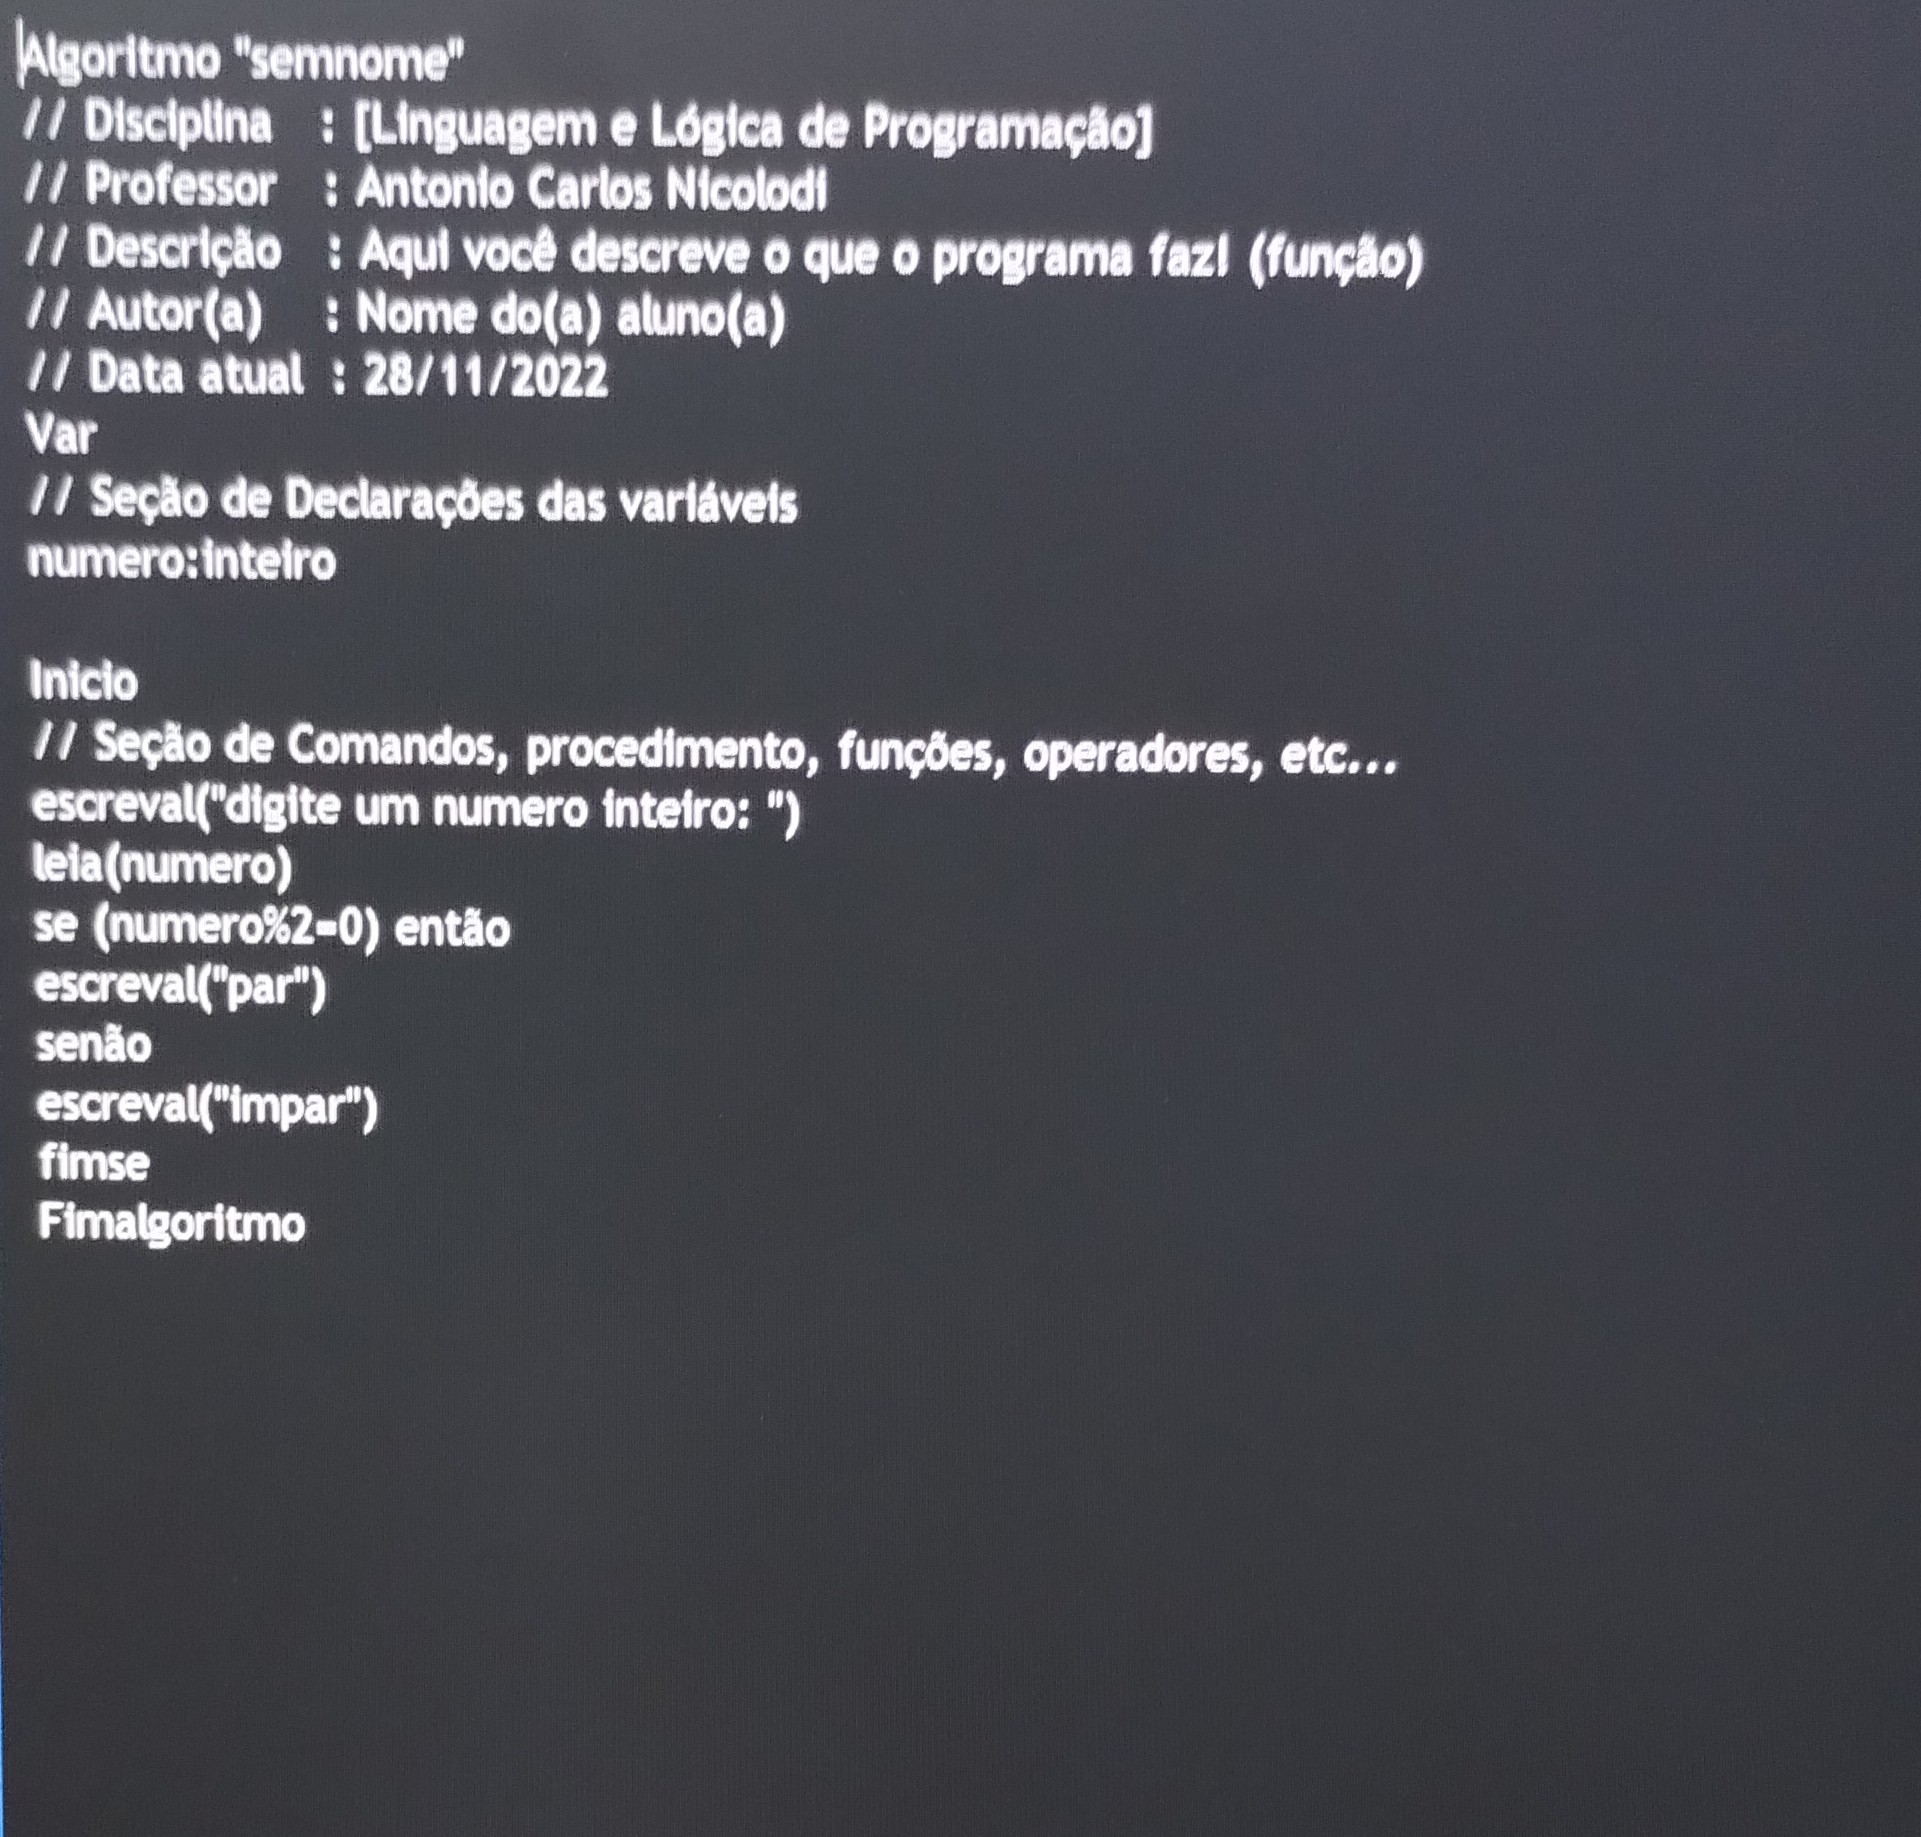 Algoritmo "semnome"
// Disciplina : [Linguagem e Lógica de Programação]
// Professor : Antonio Carlos Nicolodi
// Descrição : Aqui você descreve o que o programa faz! (função)
// Autor(a) : Nome do(a) aluno(a)
// Data atual : 28/11/2022
Var
// Seção de Declarações das variáveis
numero:inteiro
Inicio
// Seção de Comandos, procedimento, funções, operadores, etc...
escreval("digite um numero inteiro: ")
leia(numero)
se (numero%2=0) então
escreval("par")
senão
escreval("impar")
fimse
Fimalgoritmo